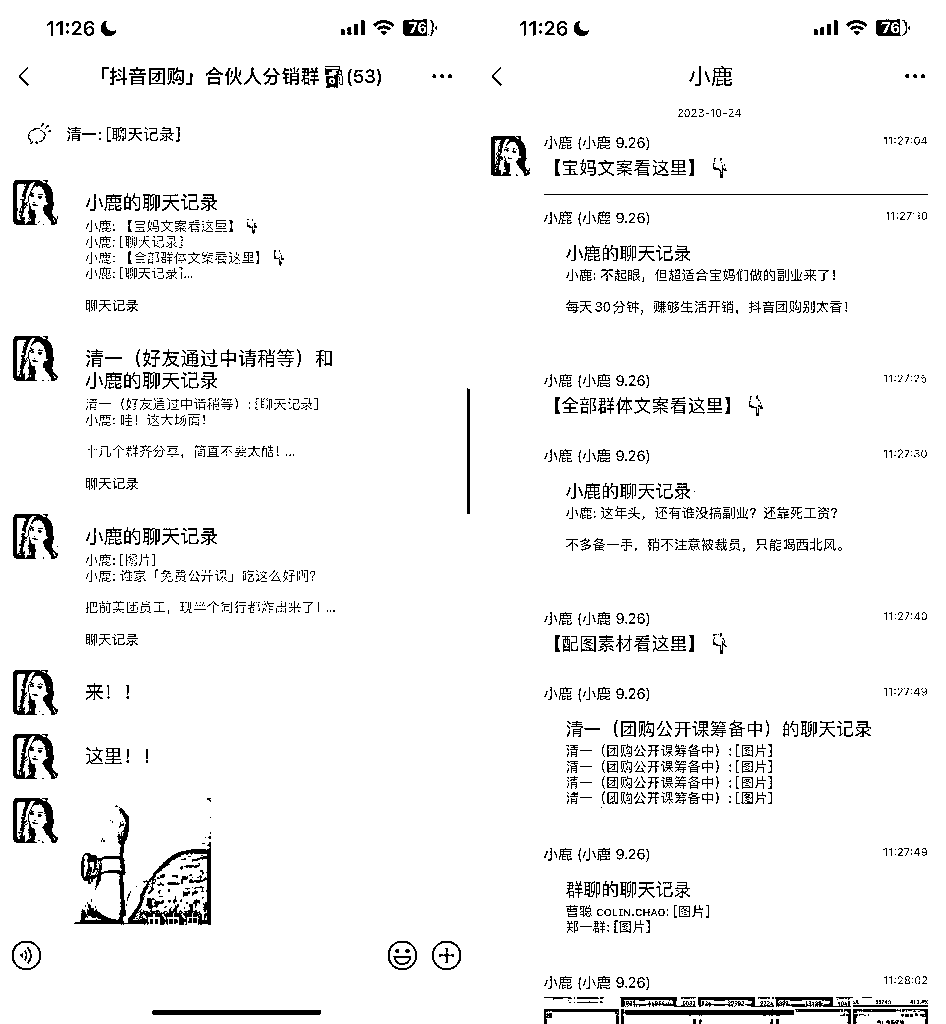 11:26
76
「抖音团购」合伙人分销群 (53)
清一: [聊天记录]
小鹿的聊天记录
小鹿: 【宝妈文案看这里】
小鹿: [聊天记录]
小鹿: 【全部群体文案看这里】
小鹿: [聊天记录]...
聊天记录
清一（好友通过中请稍等）和
小鹿的聊天记录
清一（好友通过中请稍等）: [聊天记录]
小鹿: 哇！这大场面！
十几个群齐分享，简直不要太酷！...
聊天记录
小鹿的聊天记录
小鹿: [图片]
小鹿: 谁家「免费公开课」吃这么好啊？
把前美团员工，现半个同行都炸出来了！...
聊天记录
来！！
这里！！
11:26
76
小鹿
2023-10-24
小鹿 (小鹿 9.26)
11:27:04
【宝妈文案看这里】
小鹿 (小鹿 9.26)
小鹿的聊天记录
小鹿: 不起眼，但超适合宝妈们做的副业来了！
每天30分钟，赚够生活开销，抖音团购别太香！
小鹿 (小鹿 9.26)
11:27:25
【全部群体文案看这里】
小鹿 (小鹿 9.26)
11:27:30
小鹿的聊天记录
小鹿: 这年头，还有谁没搞副业？还靠死工资？
不多备一手，稍不注意被裁员，只能喝西北风。
小鹿 (小鹿 9.26)
11:27:40
【配图素材看这里】
小鹿 (小鹿 9.26)
11:27:49
清一（团购公开课筹备中）的聊天记录
清一（团购公开课筹备中）: [图片]
清一（团购公开课筹备中）: [图片]
清一（团购公开课筹备中）: [图片]
清一（团购公开课筹备中）: [图片]
小鹿 (小鹿 9.26)
11:27:49
群聊的聊天记录
曹聪 COLIN.CHAO: [图片]
郑一群: [图片]
小鹿 (小鹿 9.26)
11:28:02